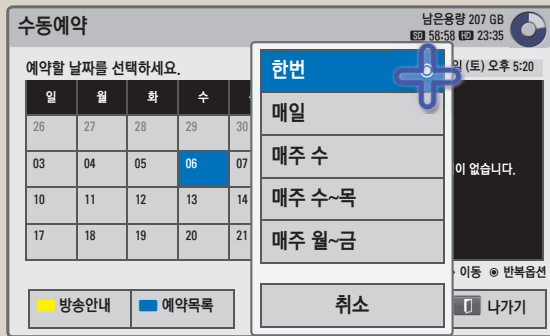 수동예약
남은용량 207 GB
SD 58:58 HD 23:35
예약할 날짜를 선택하세요.
(토) 오후 5:20
일 월 화 수
26 27 28 29 30
03 04 05 06 07
10 11 12 13 14
17 18 19 20 21
한번
매일
매주 수
매주 수~목
매주 월~금
취소
이 없습니다.
이동 ◉ 반복옵션
방송안내
예약목록
나가기